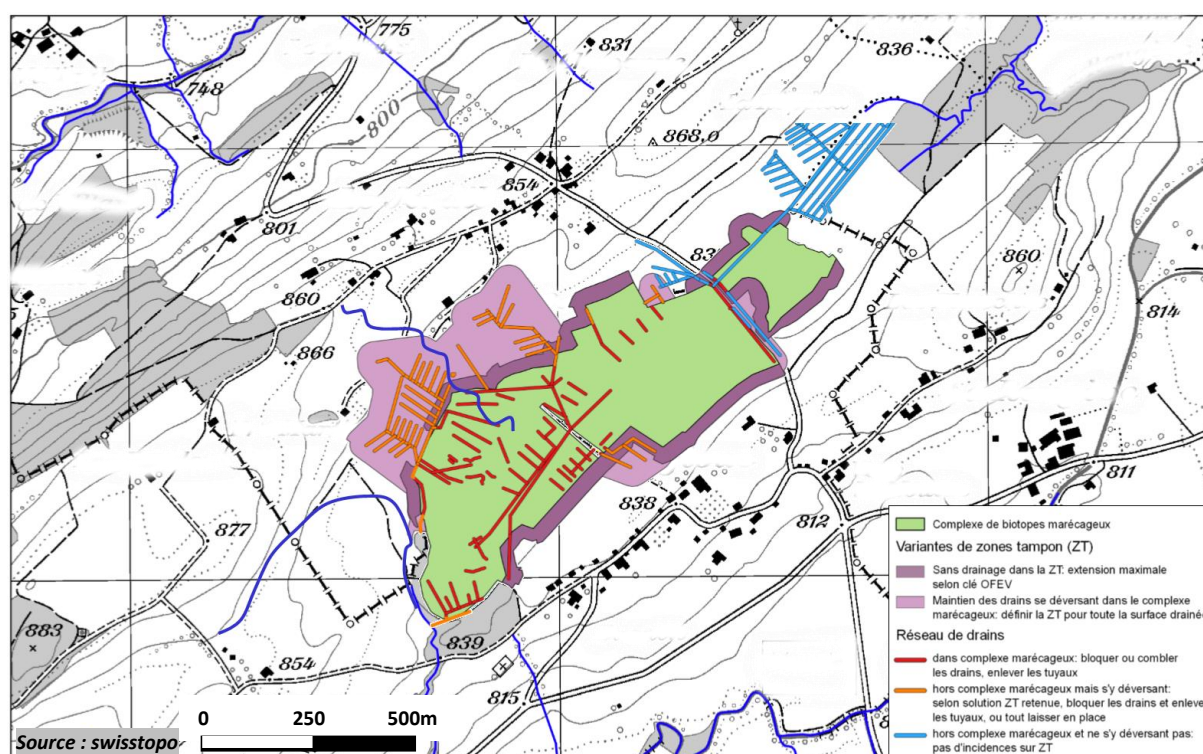 775
831
836
748
800
868,0
854
801
83
860
860
814
866
811
838
877
812
883
839
854
815
0 250 500m
Source : swisstopo
Complexe de biotopes marécageux
Variantes de zones tampon (ZT)
Sans drainage dans la ZT: extension maximale
selon clé OFEV
Maintien des drains se déversant dans le complexe
marécageux: définir la ZT pour toute la surface drainé
Réseau de drains
dans complexe marécageux: bloquer ou combler
les drains, enlever les tuyaux
hors complexe marécageux mais s'y déversant:
selon solution ZT retenue, bloquer les drains et enleve
les tuyaux, ou tout laisser en place
hors complexe marécageux et ne s'y déversant pas:
pas d'incidences sur ZT